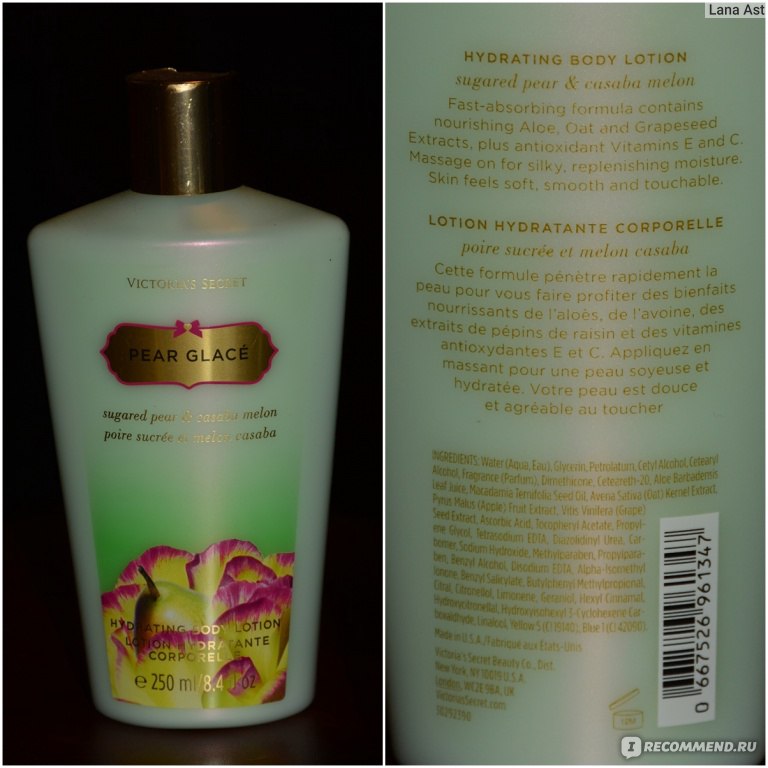 VICTORIA'S SECRET
PEAR GLACÉ
sugared pear & casaba melon
poire sucrée et melon casaba
HYDRATING BODY LOTION
LOTION HYDRATANTE
CORPORELLE
e 250 ml/8.4 fl oz
Lana Ast
HYDRATING BODY LOTION
sugared pear & casaba melon
Fast-absorbing formula contains
nourishing Aloe, Oat and Grapeseed
Extracts, plus antioxidant Vitamins E and C.
Massage on for silky, replenishing moisture.
Skin feels soft, smooth and touchable.
LOTION HYDRATANTE CORPORELLE
poire sucrée et melon casaba
Cette formule pénètre rapidement la
peau pour vous faire profiter des bienfaits
nourrissants de l'aloès, de l'avoine, des
extraits de pépins de raisin et des vitamines
antioxydantes E et C. Appliquez en
massant pour une peau soyeuse et
hydratée. Votre peau est douce
et agréable au toucher
INGREDIENTS: Water (Aqua, Eau), Glycerin, Petrolatum, Cetyl Alcohol, Cetearyl
Alcohol, Fragrance (Parfum), Dimethicone, Ceteareth-20, Aloe Barbadensis
Leaf Juice, Macadamia Ternifolia Seed Oil, Avena Sativa (Oat) Kernel Extract,
Pyrus Malus (Apple) Fruit Extract, Vitis Vinifera (Grape)
Seed Extract, Ascorbic Acid, Tocopheryl Acetate, Propyl-
ene Glycol, Tetrasodium EDTA, Diazolidinyl Urea, Car-
bomer, Sodium Hydroxide, Methylparaben, Propylpara-
ben, Benzyl Alcohol, Disodium EDTA, Alpha-Isomethyl
Ionone, Benzyl Salicylate, Butylphenyl Methylpropional,
Citral, Citronellol, Limonene, Geraniol, Hexyl Cinnamal,
Hydroxycitronellal, Hydroxyisohexyl 3-Cyclohexene Car-
boxaldehyde, Linalool, Yellow 5 (CI 19140), Blue 1 (CI 42090).
Made in U.S.A./Fabriqué aux États-Unis
Victoria's Secret Beauty Co., Dist.
New York, NY 10019 U.S.A.
London, WC2E 9BA, UK
VictoriasSecret.com
50292390
12M
0 667526 961347
IRECOMMEND.RU